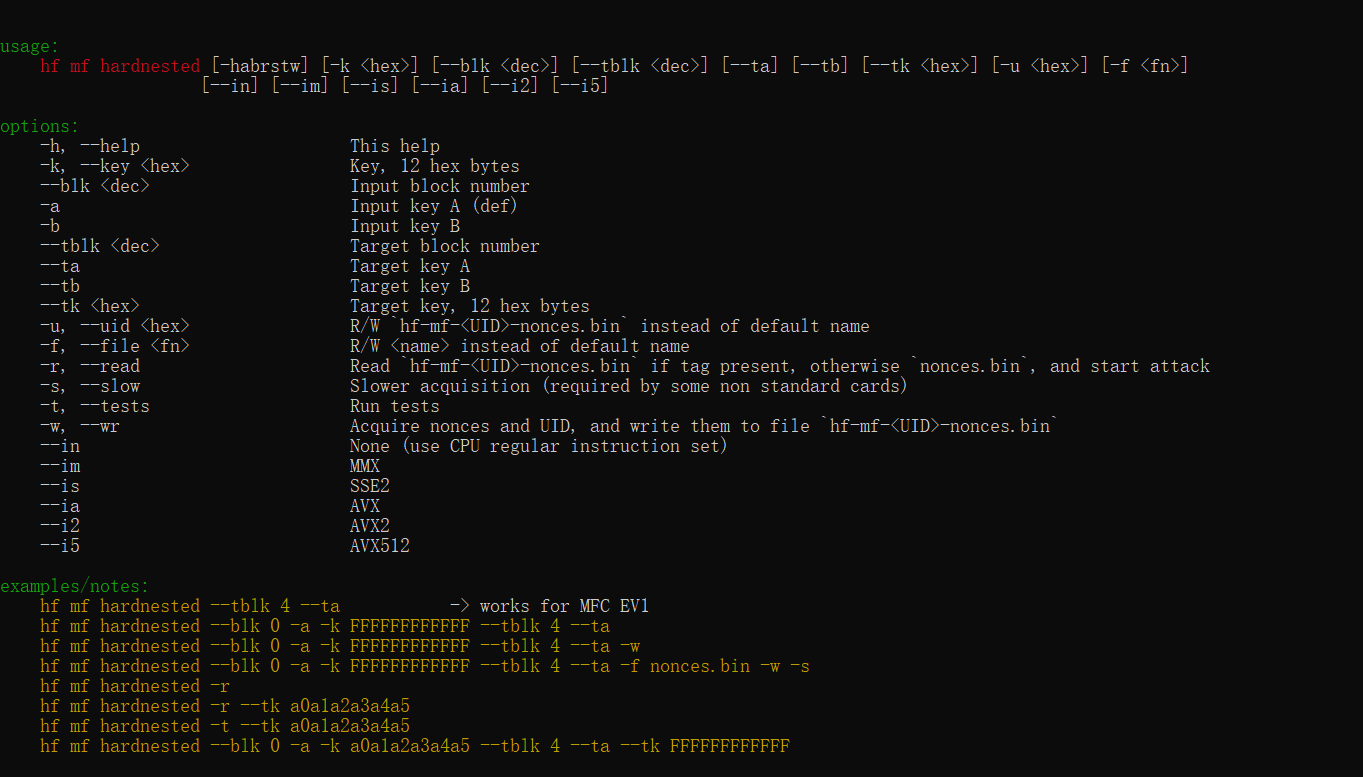 usage:
    hf mf hardnested [-habrstw] [-k <hex>] [--blk <dec>] [--tblk <dec>] [--ta] [--tb] [--tk <hex>] [-u <hex>] [-f <fn>]
                    [--in] [--im] [--is] [--ia] [--i2] [--i5]

options:
    -h, --help                     This help
    -k, --key <hex>                Key, 12 hex bytes
    --blk <dec>                    Input block number
    -a                             Input key A (def)
    -b                             Input key B
    --tblk <dec>                   Target block number
    --ta                           Target key A
    --tb                           Target key B
    --tk <hex>                     Target key, 12 hex bytes
    -u, --uid <hex>                R/W `hf-mf-<UID>-nonces.bin` instead of default name
    -f, --file <fn>                R/W <name> instead of default name
    -r, --read                     Read `hf-mf-<UID>-nonces.bin` if tag present, otherwise `nonces.bin`, and start attack
    -s, --slow                     Slower acquisition (required by some non standard cards)
    -t, --tests                    Run tests
    -w, --wr                       Acquire nonces and UID, and write them to file `hf-mf-<UID>-nonces.bin`
    --in                           None (use CPU regular instruction set)
    --im                           MMX
    --is                           SSE2
    --ia                           AVX
    --i2                           AVX2
    --i5                           AVX512

examples/notes:
    hf mf hardnested --tblk 4 --ta           -> works for MFC EV1
    hf mf hardnested --blk 0 -a -k FFFFFFFFFFFF --tblk 4 --ta
    hf mf hardnested --blk 0 -a -k FFFFFFFFFFFF --tblk 4 --ta -w
    hf mf hardnested --blk 0 -a -k FFFFFFFFFFFF --tblk 4 --ta -f nonces.bin -w -s
    hf mf hardnested -r
    hf mf hardnested -r --tk a0a1a2a3a4a5
    hf mf hardnested -t --tk a0a1a2a3a4a5
    hf mf hardnested --blk 0 -a -k a0a1a2a3a4a5 --tblk 4 --ta --tk FFFFFFFFFFFF